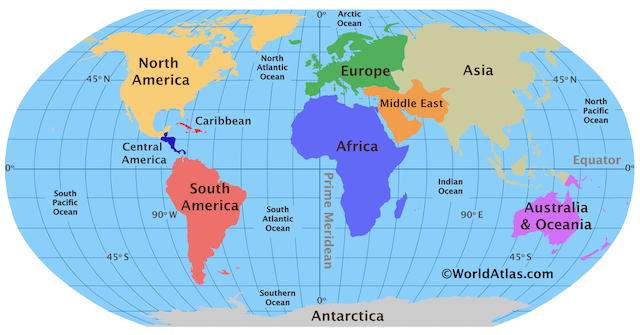 0°
Arctic
Ocean
North
America
45° N
North
Atlantic
Ocean
Europe
Asia
45° N
Middle East
North
Pacific
Ocean
Caribbean
Central
America
Africa
Equator
0°
0°
South
Pacific
Ocean
90° W
South
America
South
Atlantic
Ocean
Prime Meridean
Indian
Ocean
90° E
Australia
& Oceania
45° S
45° S
©WorldAtlas.com
Southern
Ocean
0°
Antarctica